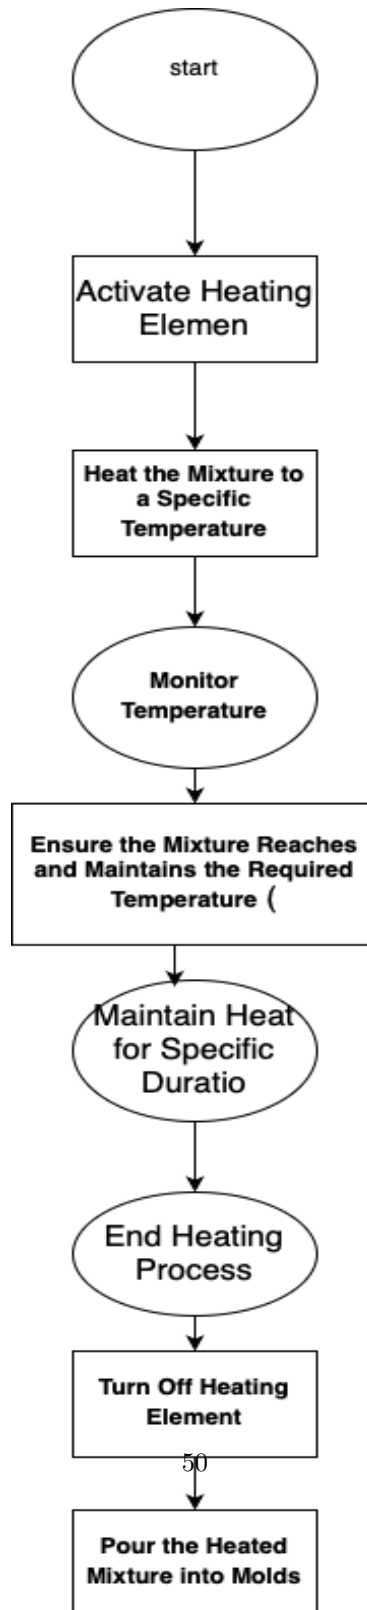 start
Activate Heating
Elemen
Heat the Mixture to
a Specific
Temperature
Monitor
Temperature
Ensure the Mixture Reaches
and Maintains the Required
Temperature (
Maintain Heat
for Specific
Duratio
End Heating
Process
Turn Off Heating
Element
50
Pour the Heated
Mixture into Molds